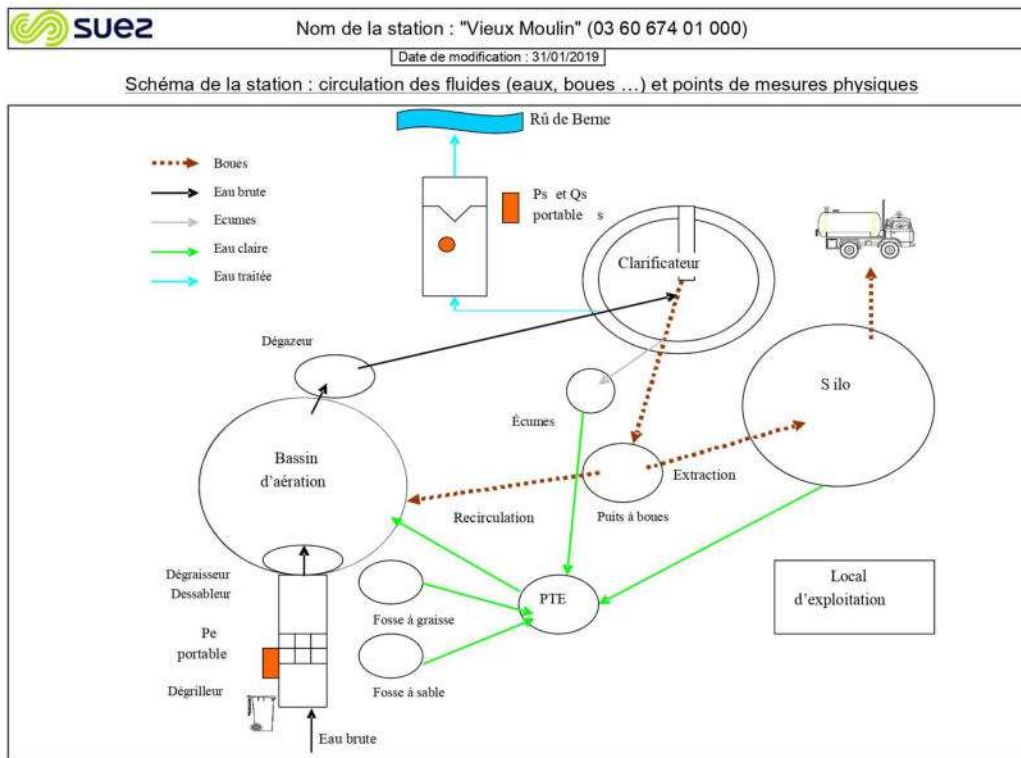 suez
Nom de la station : "Vieux Moulin" (03 60 674 01 000)
Date de modification : 31/01/2019
Schéma de la station : circulation des fluides (eaux, boues ...) et points de mesures physiques
Rû de Berne
Boues
Eau brute
Ecumes
Eau claire
Eau traitée
Ps et Qs
portable s
Clarificateur
Dégazeur
S ilo
Ècumes
Bassin
d'aération
Extraction
Recirculation
Puits à boues
Dégraisseur
Dessableur
PTE
Local
d'exploitation
Fosse à graisse
Pe
portable
Dégrilleur
Fosse à sable
Eau brute